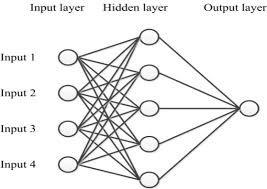 Input layer Hidden layer Output layer
Input 1
Input 2
Input 3
Input 4